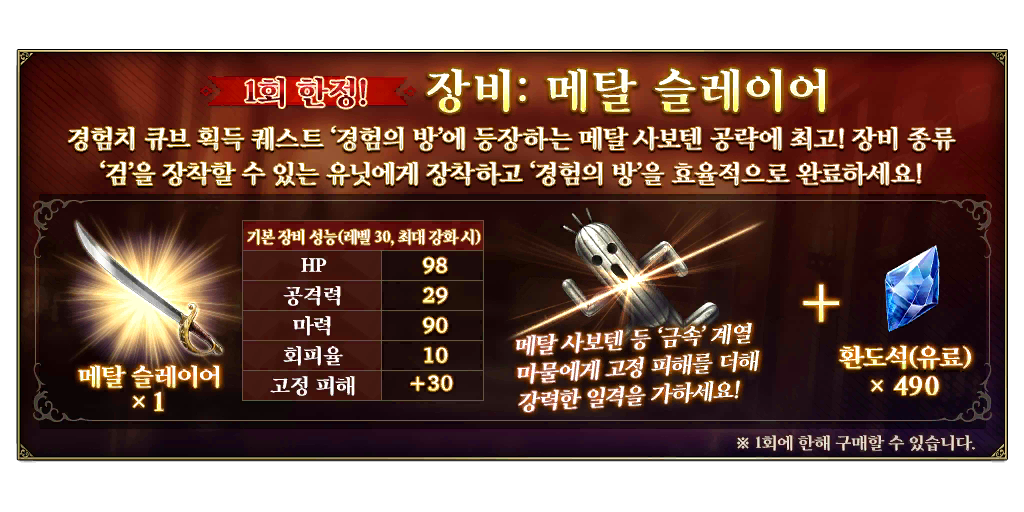 1회 한정! 장비: 메탈 슬레이어
경험치 큐브 획득 퀘스트 '경험의 방'에 등장하는 메탈 사보텐 공략에 최고! 장비 종류
'검'을 장착할 수 있는 유닛에게 장착하고 '경험의 방'을 효율적으로 완료하세요!
메탈 슬레이어
× 1
기본 장비 성능(레벨 30, 최대 강화 시)
HP 98
공격력 29
마력 90
회피율 10
고정 피해 +30
메탈 사보텐 등 '금속' 계열
마물에게 고정 피해를 더해
강력한 일격을 가하세요!
+
환도석(유료)
× 490
※ 1회에 한해 구매할 수 있습니다.